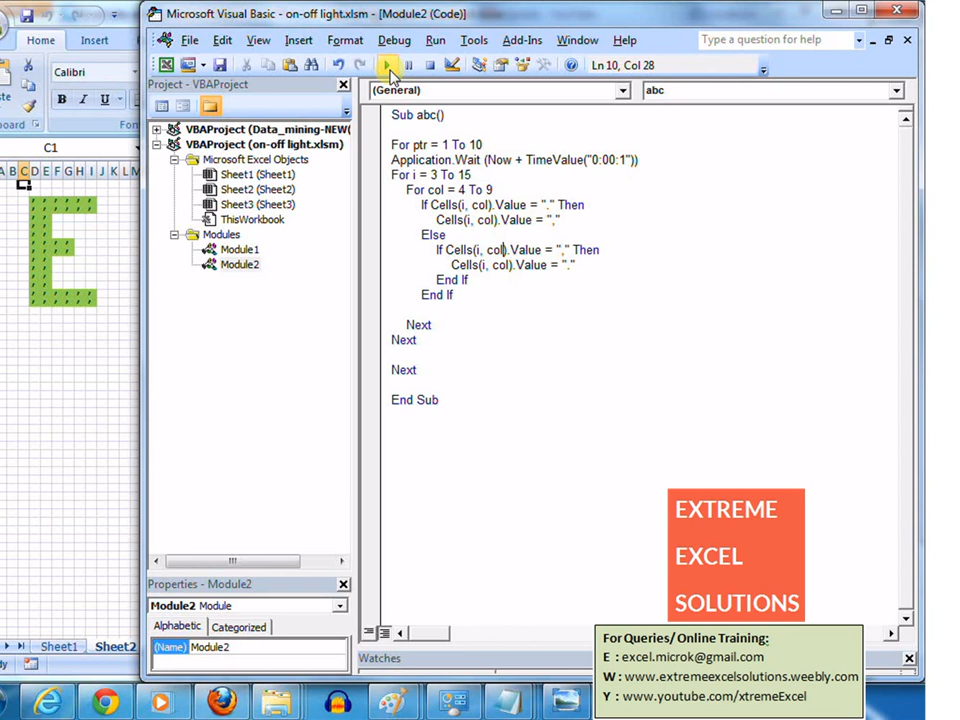 Microsoft Visual Basic - on-off light.xlsm - [Module2 (Code)]
Home Insert
File Edit View Insert Format Debug Run Tools Add-Ins Window Help
Type a question for help
Calibri
Ln 10, Col 28
B I U
Project - VBAProject
(General)
abc
C1
A B C D E F G H I J K L M
VBAProject (Data_mining-NEW(
VBAProject (on-off light.xlsm)
Microsoft Excel Objects
Sheet1 (Sheet1)
Sheet2 (Sheet2)
Sheet3 (Sheet3)
ThisWorkbook
Modules
Module1
Module2
Sub abc()
For ptr = 1 To 10
Application.Wait (Now + TimeValue("0:00:1"))
For i = 3 To 15
For col = 4 To 9
If Cells(i, col).Value = "." Then
Cells(i, col).Value = ","
Else
If Cells(i, col).Value = "," Then
Cells(i, col).Value = "."
End If
End If
Next
Next
Next
End Sub
EXTREME
EXCEL
SOLUTIONS
Properties - Module2
Module2 Module
Alphabetic Categorized
(Name) Module2
Sheet1 Sheet2
Watches
For Queries/ Online Training:
E : excel.microk@gmail.com
W : www.extremeexcelsolutions.weebly.com
Y : www.youtube.com/xtremeExcel